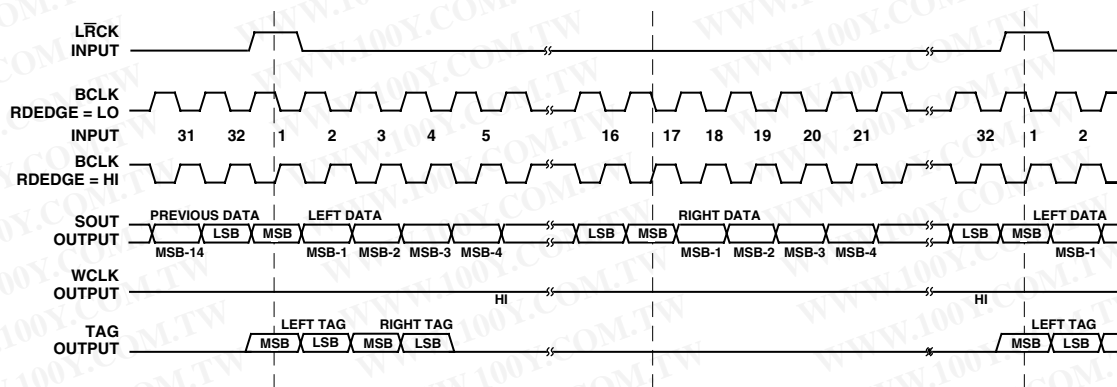 LRCK
INPUT
BCLK
RDEDGE = LO
INPUT 31 32 1 2 3 4 5 16 17 18 19 20 21 32 1 2
BCLK
RDEDGE = HI
SOUT
OUTPUT
PREVIOUS DATA LEFT DATA RIGHT DATA LEFT DATA
LSB MSB LSB MSB LSB MSB
MSB-14 MSB-1 MSB-2 MSB-3 MSB-4 MSB-1 MSB-2 MSB-3 MSB-4 MSB-1
WCLK
OUTPUT
HI HI
TAG
OUTPUT
LEFT TAG RIGHT TAG LEFT TAG
MSB LSB MSB LSB MSB LSB
WWW.100Y.COM.TW